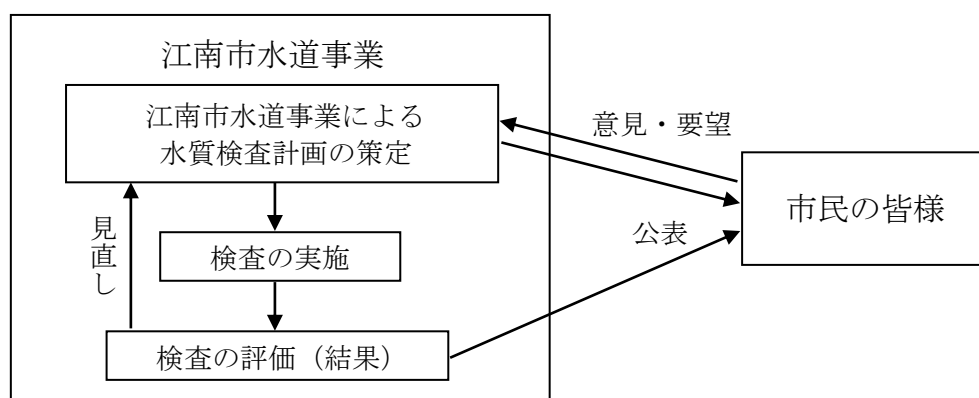 江南市水道事業
江南市水道事業による
水質検査計画の策定
意見・要望
市民の皆様
見直し
公表
検査の実施
検査の評価（結果）